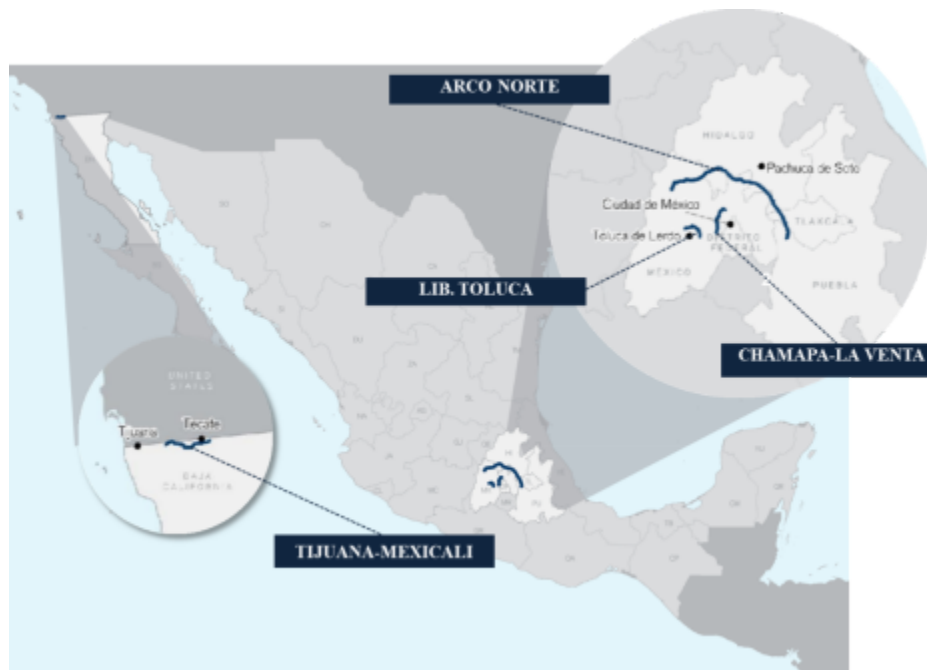 ARCO NORTE
HIDALGO
Pachuca de Soto
Ciudad de México
TLAXCALA
Toluca de Lerdo
DISTRITO
FEDERAL
MÉXICO
PUEBLA
LIB. TOLUCA
CHAMAPA-LA VENTA
UNITED
STATES
Tijuana
Tecate
BAJA
CALIFORNIA
TIJUANA-MEXICALI